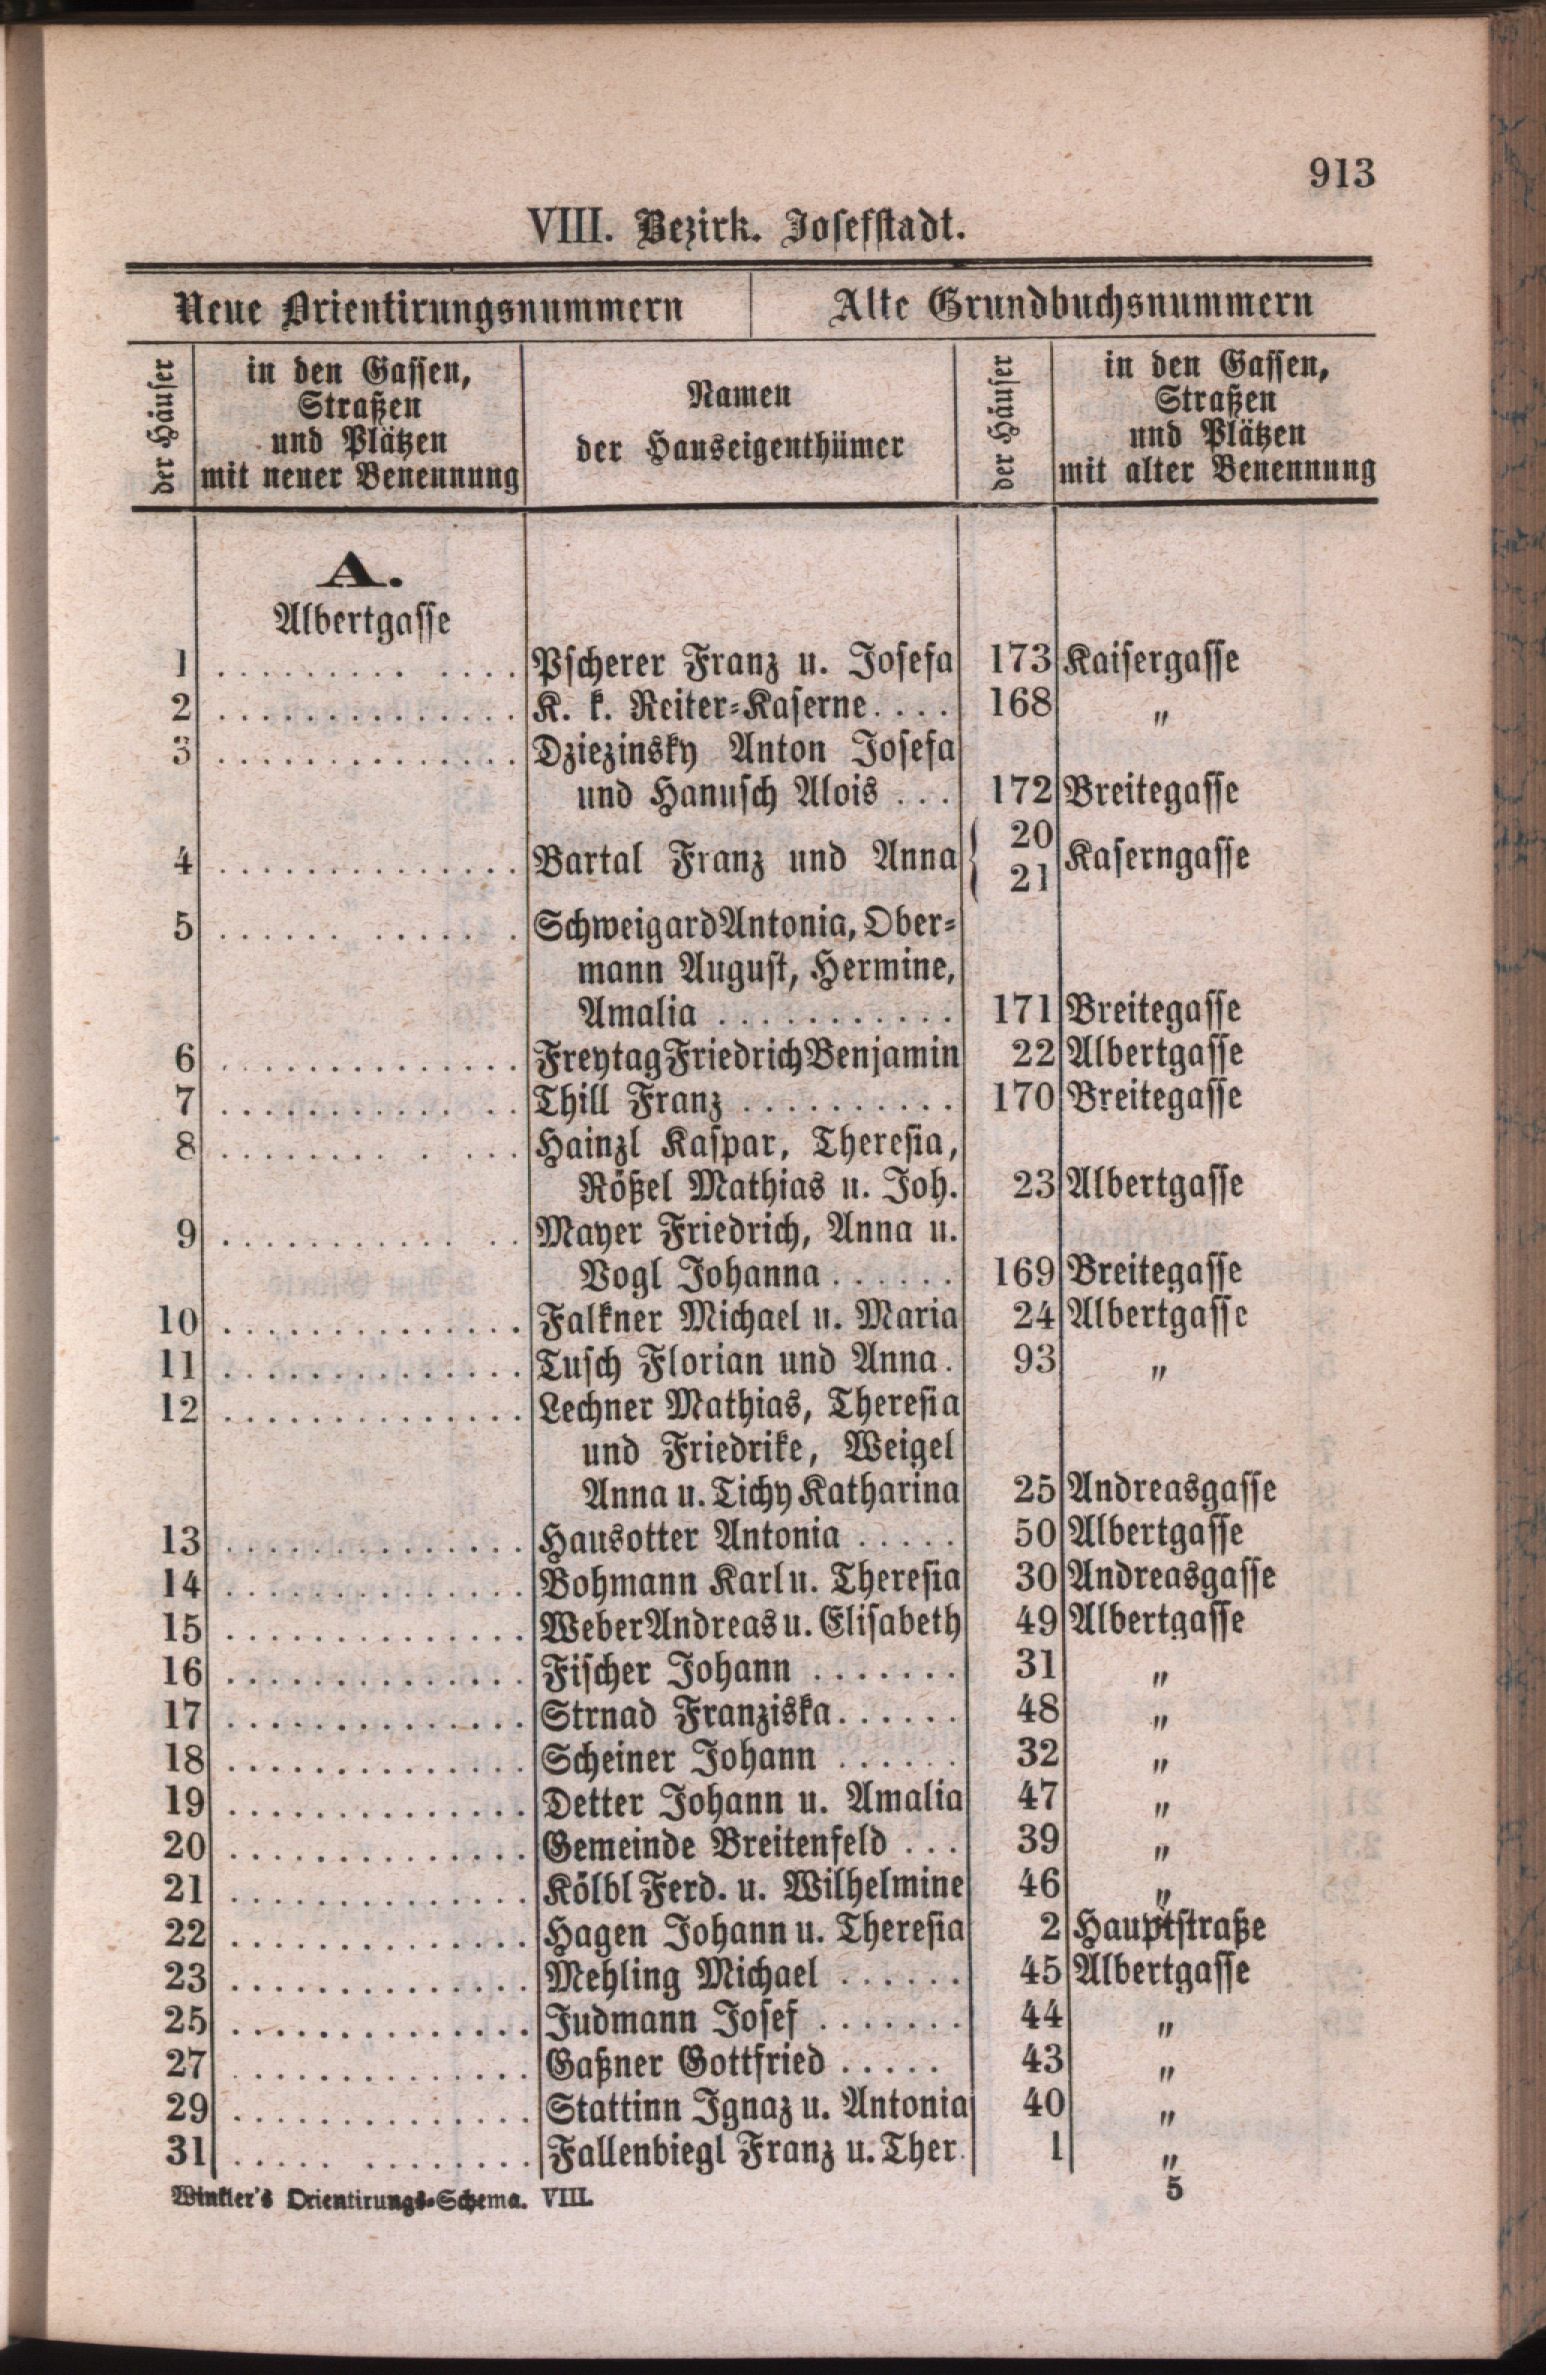 913
VIII. Bezirk. Josefstadt.
Neue Orientirungsnummern Alte Grundbuchsnummern
der Häuser
in den Gassen,
Straßen
und Plätzen
mit neuer Benennung
Namen
der Hauseigenthümer
der Häuser
in den Gassen,
Straßen
und Plätzen
mit alter Benennung
A.
Albertgasse
1 . . . . . . . . . . . . . Pscherer Franz u. Josefa 173 Kaisergasse
2 . . . . . . . . . . . . . . K. k. Reiter-Kaserne. . . . 168 "
3 . . . . . . . . . . . . . . Dziezinsky Anton Josefa
und Hanusch Alois . . . 172 Breitegasse
4 . . . . . . . . . . . . . . Bartal Franz und Anna { 20 21 Kaserngasse
5 . . . . . . . . . . . . . Schweigard Antonia, Ober-
mann August, Hermine,
Amalia . . . . . . . . . . . 171 Breitegasse
6 . . . . . . . . . . . . . . Freytag Friedrich Benjamin 22 Albertgasse
7 . . . . . . . . . . . . . Thill Franz . . . . . . . . . . 170 Breitegasse
8 . . . . . . . . . . . . Hainzl Kaspar, Theresia,
Rößel Mathias u. Joh. 23 Albertgasse
9 . . . . . . . . . . . . . Mayer Friedrich, Anna u.
Vogl Johanna . . . . . . 169 Breitegasse
10 . . . . . . . . . . . . . . Falkner Michael u. Maria 24 Albertgasse
11 . . . . . . . . . . . . . . Tusch Florian und Anna. 93 "
12 . . . . . . . . . . . . . . Lechner Mathias, Theresia
und Friedrike, Weigel
Anna u. Tichy Katharina 25 Andreasgasse
13 . . . . . . . . . . . . . . Hausotter Antonia . . . . . 50 Albertgasse
14 . . . . . . . . . . . . . . Bohmann Karl u. Theresia 30 Andreasgasse
15 . . . . . . . . . . . . . . Weber Andreas u. Elisabeth 49 Albertgasse
16 . . . . . . . . . . . . . . Fischer Johann . . . . . . . 31 "
17 . . . . . . . . . . . . . . Strnad Franziska. . . . . . 48 "
18 . . . . . . . . . . . . . . Scheiner Johann . . . . . . 32 "
19 . . . . . . . . . . . . . . Detter Johann u. Amalia 47 "
20 . . . . . . . . . . . . . . Gemeinde Breitenfeld . . . 39 "
21 . . . . . . . . . . . . . . Kölbl Ferd. u. Wilhelmine 46 "
22 . . . . . . . . . . . . . . Hagen Johann u. Theresia 2 Hauptstraße
23 . . . . . . . . . . . . . . Mehling Michael . . . . . . 45 Albertgasse
25 . . . . . . . . . . . . . . Judmann Josef . . . . . . . 44 "
27 . . . . . . . . . . . . . . Gaßner Gottfried . . . . . 43 "
29 . . . . . . . . . . . . . . Stattinn Ignaz u. Antonia 40 "
31 . . . . . . . . . . . . . Fallenbiegl Franz u. Ther. 1 "
Winkler's Orientirungs-Schema. VIII. 5